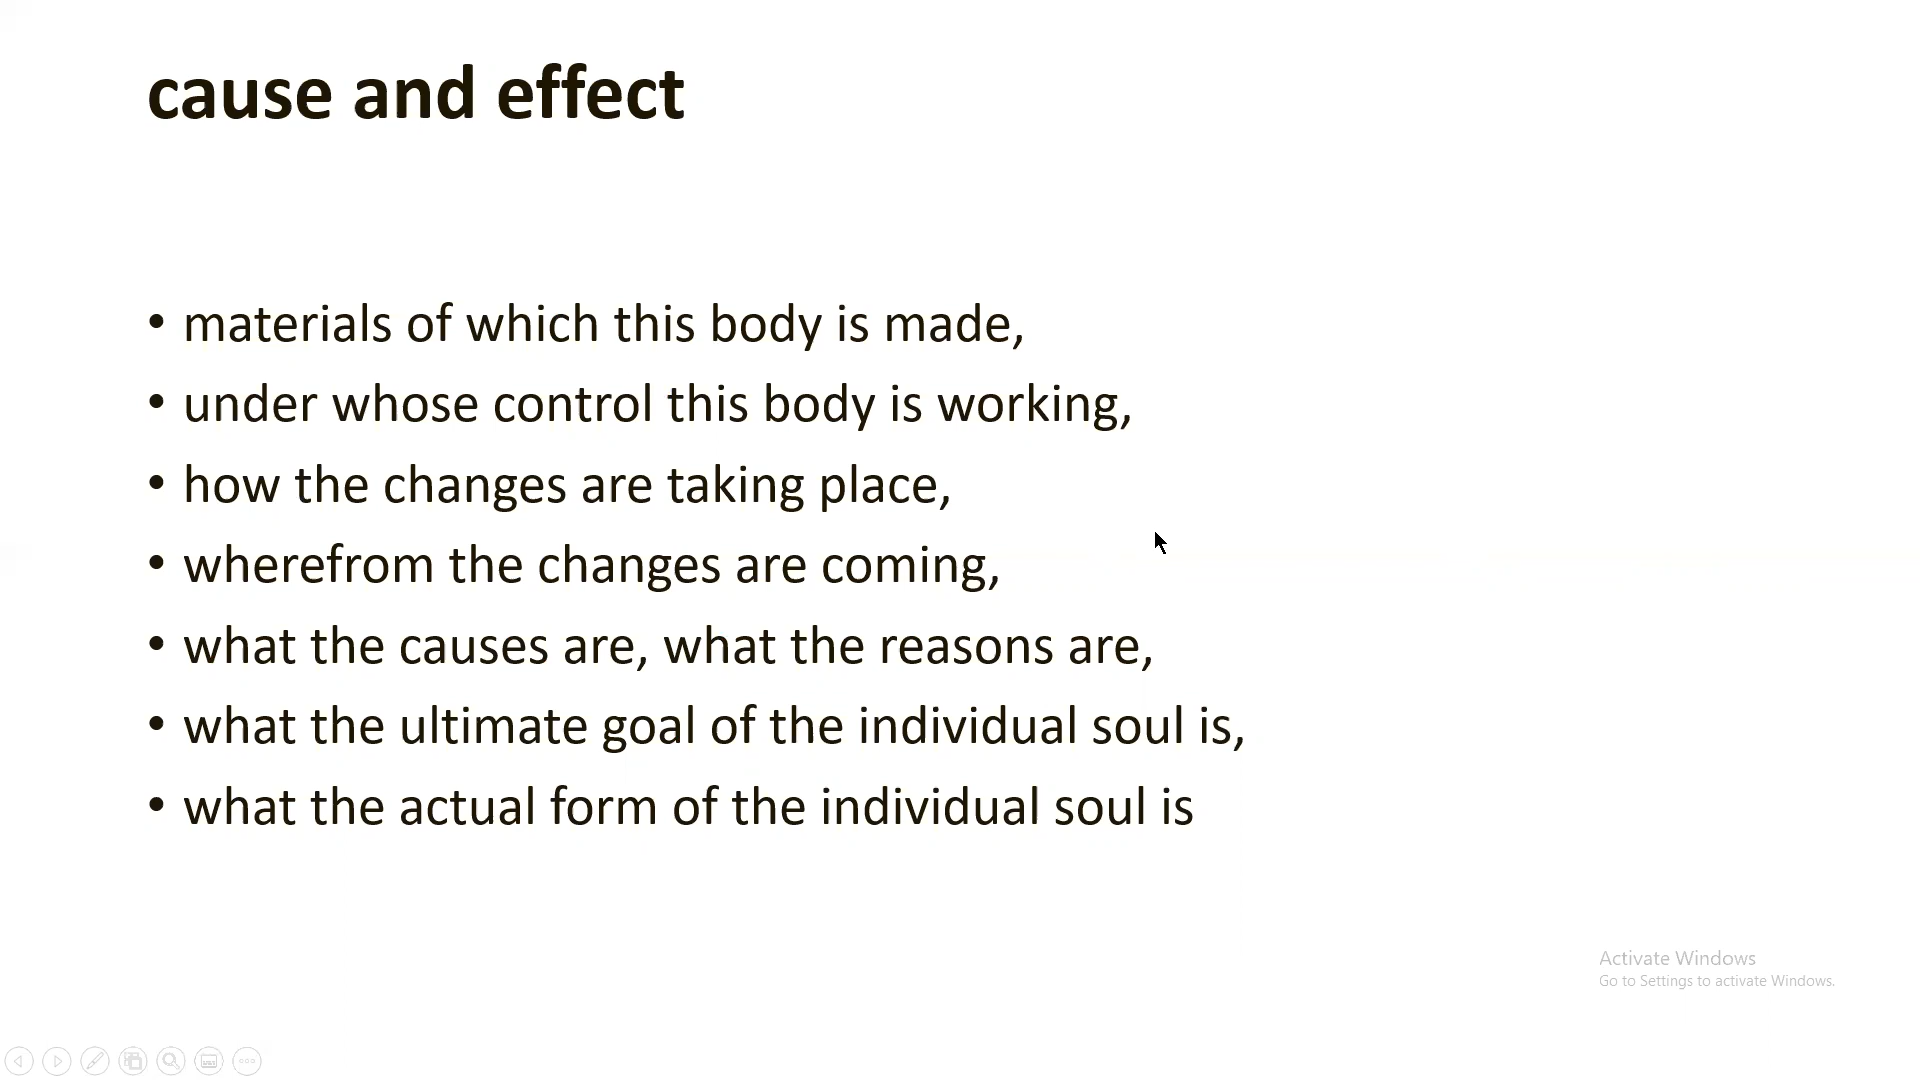 cause and effect
• materials of which this body is made,
• under whose control this body is working,
• how the changes are taking place,
• wherefrom the changes are coming,
• what the causes are, what the reasons are,
• what the ultimate goal of the individual soul is,
• what the actual form of the individual soul is
Activate Windows
Go to Settings to activate Windows.